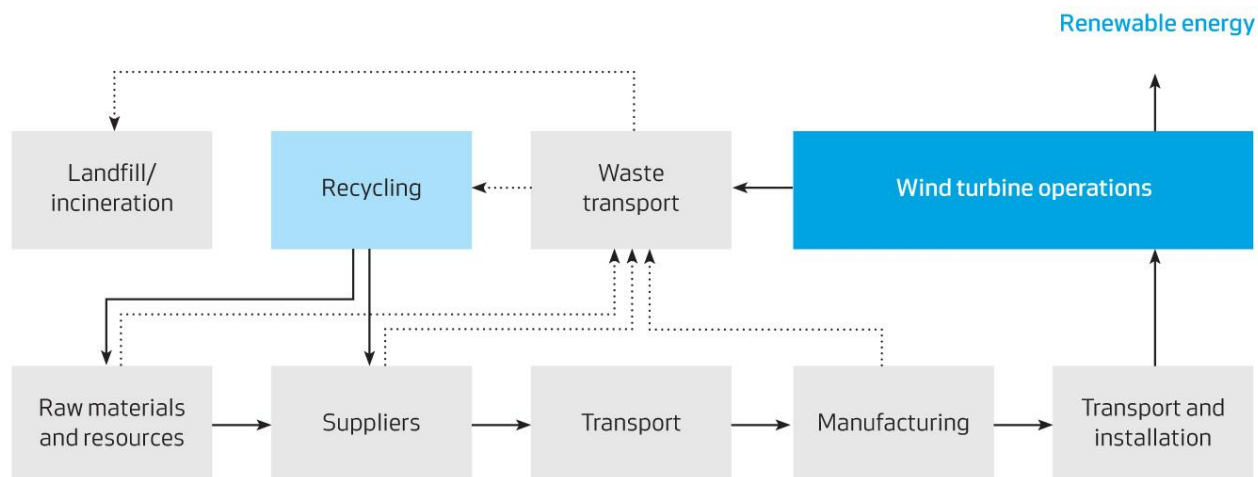 Renewable energy
Landfill/
incineration
Recycling
Waste
transport
Wind turbine operations
Raw materials
and resources
Suppliers
Transport
Manufacturing
Transport and
installation